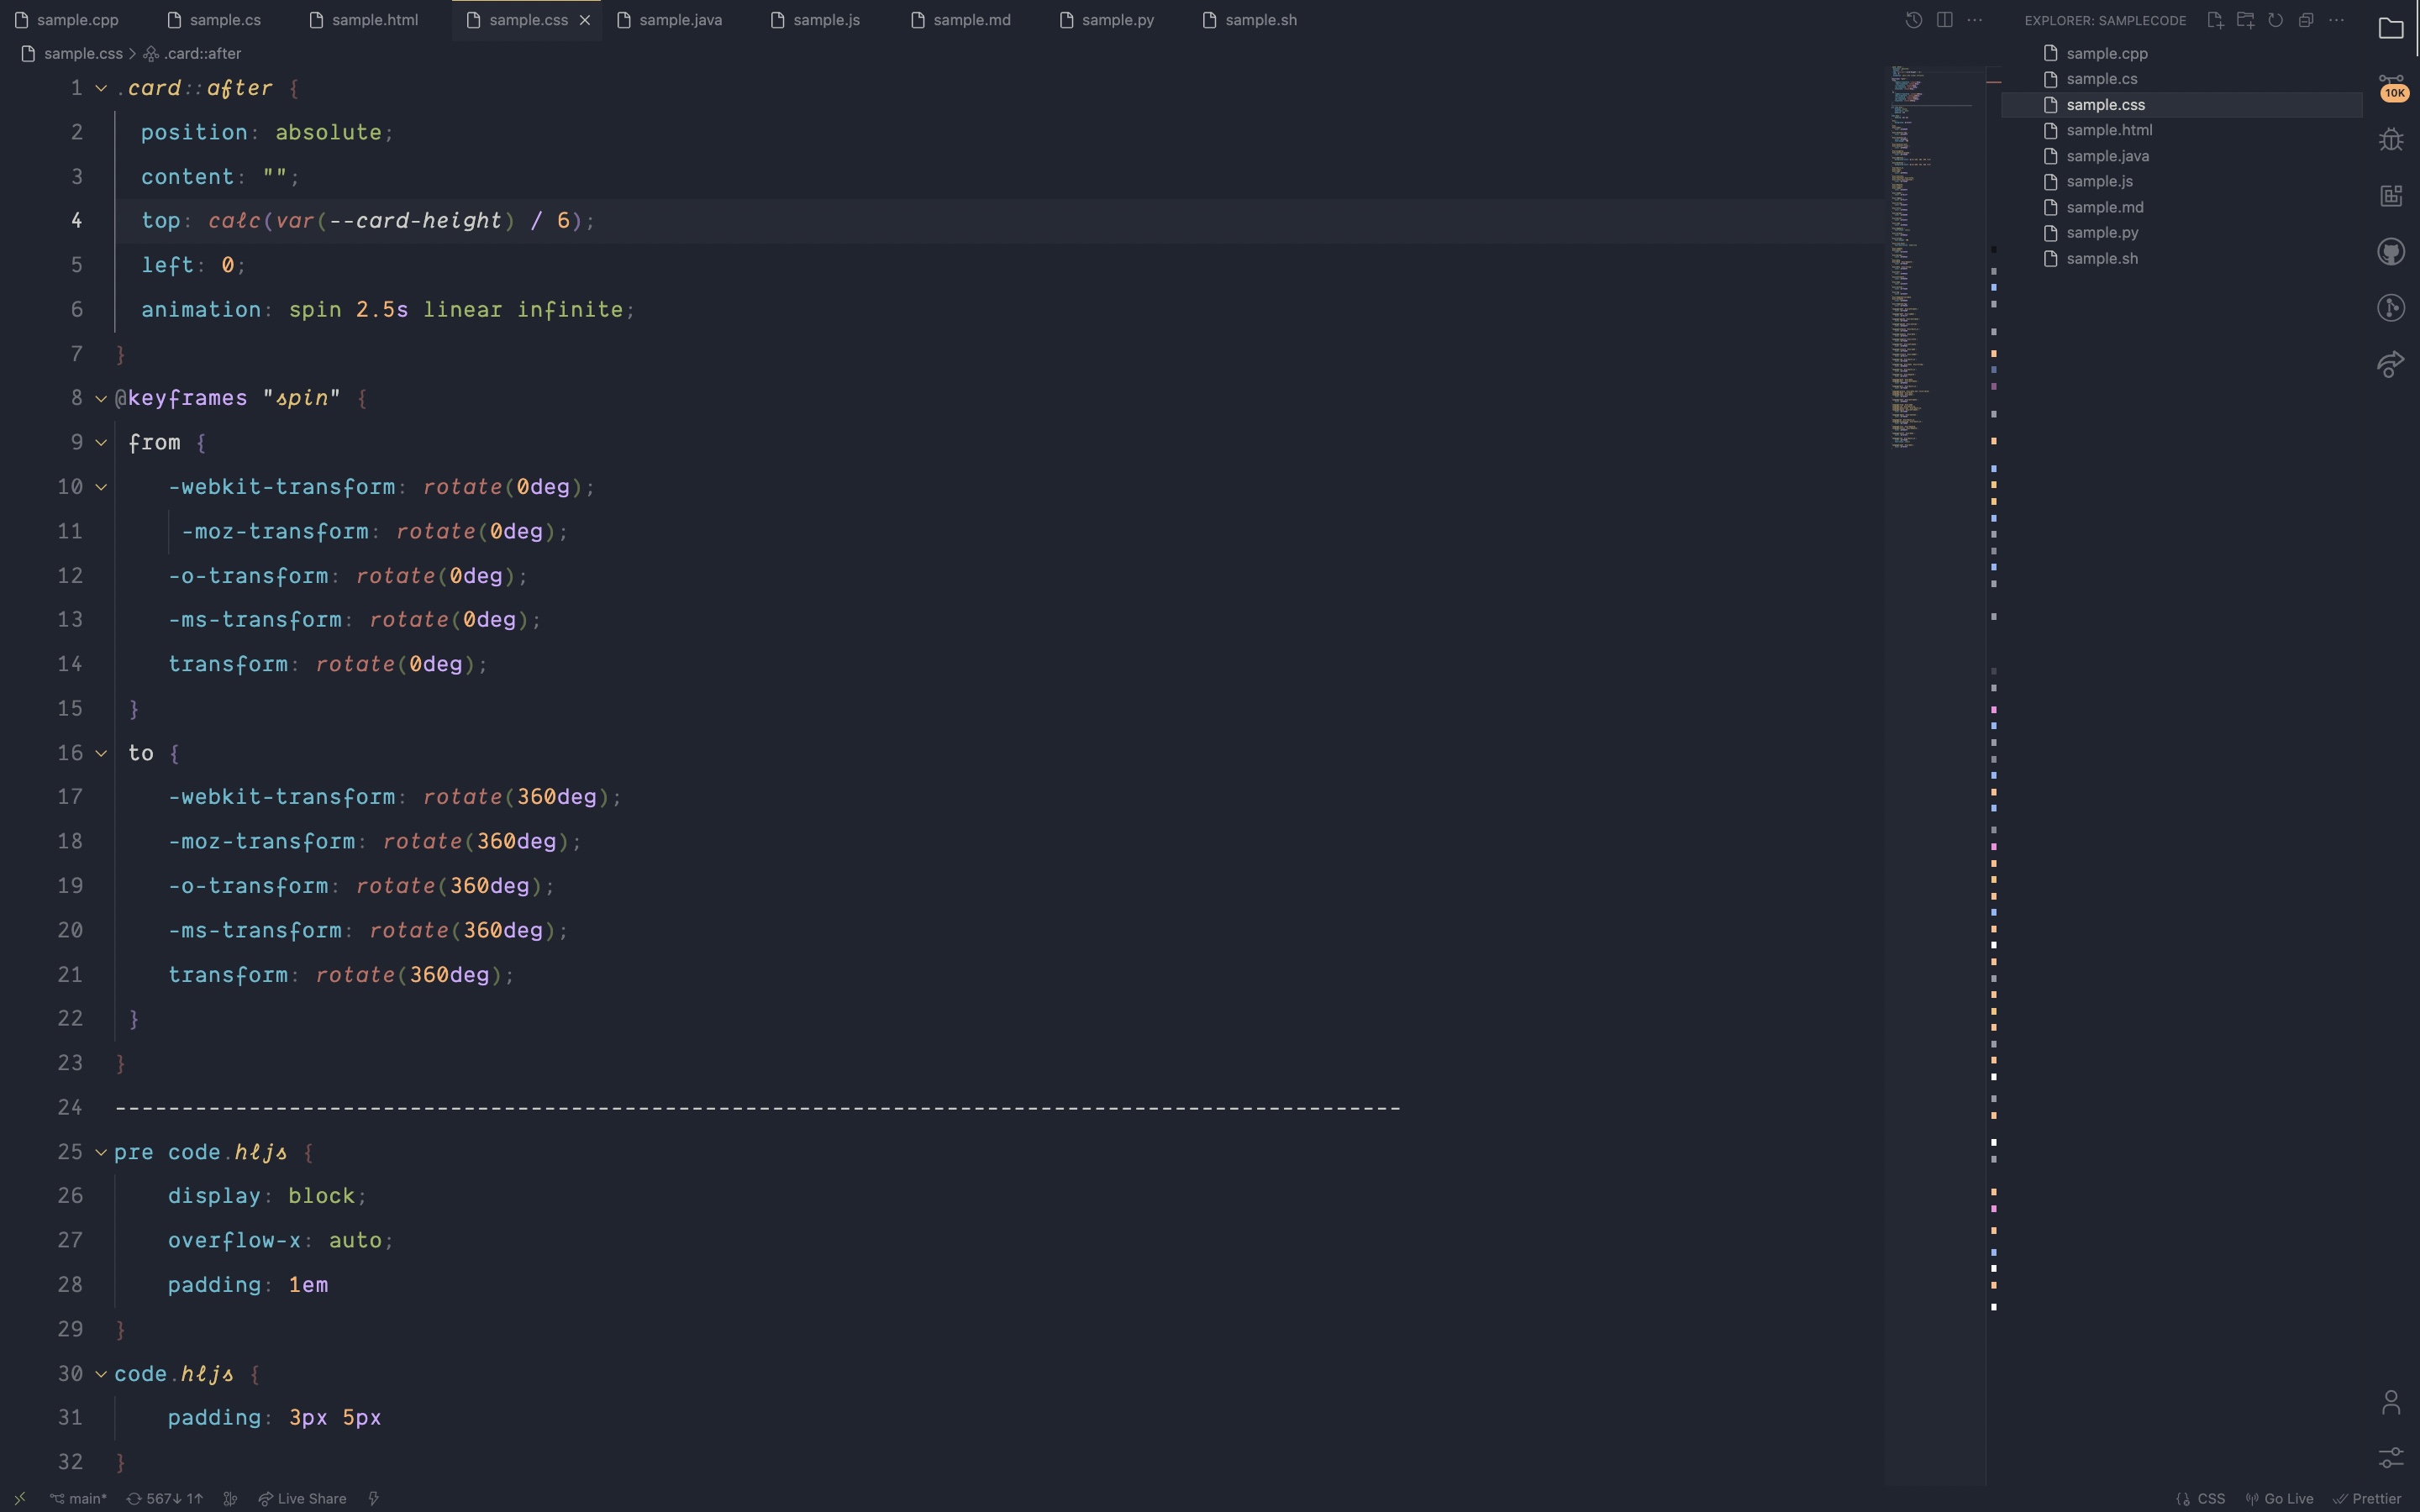 sample.cpp sample.cs sample.html sample.css sample.java sample.js sample.md sample.py sample.sh
sample.css > .card::after
1 .card::after {
2 position: absolute;
3 content: "";
4 top: calc(var(--card-height) / 6);
5 left: 0;
6 animation: spin 2.5s linear infinite;
7 }
8 @keyframes "spin" {
9 from {
10 -webkit-transform: rotate(0deg);
11 -moz-transform: rotate(0deg);
12 -o-transform: rotate(0deg);
13 -ms-transform: rotate(0deg);
14 transform: rotate(0deg);
15 }
16 to {
17 -webkit-transform: rotate(360deg);
18 -moz-transform: rotate(360deg);
19 -o-transform: rotate(360deg);
20 -ms-transform: rotate(360deg);
21 transform: rotate(360deg);
22 }
23 }
24 ------------------------------------------------------------------------------------------------
25 pre code.hljs {
26 display: block;
27 overflow-x: auto;
28 padding: 1em
29 }
30 code.hljs {
31 padding: 3px 5px
32 }
EXPLORER: SAMPLECODE
sample.cpp
sample.cs
sample.css
sample.html
sample.java
sample.js
sample.md
sample.py
sample.sh
10K
main* 567↓ 1↑ Live Share
CSS Go Live Prettier